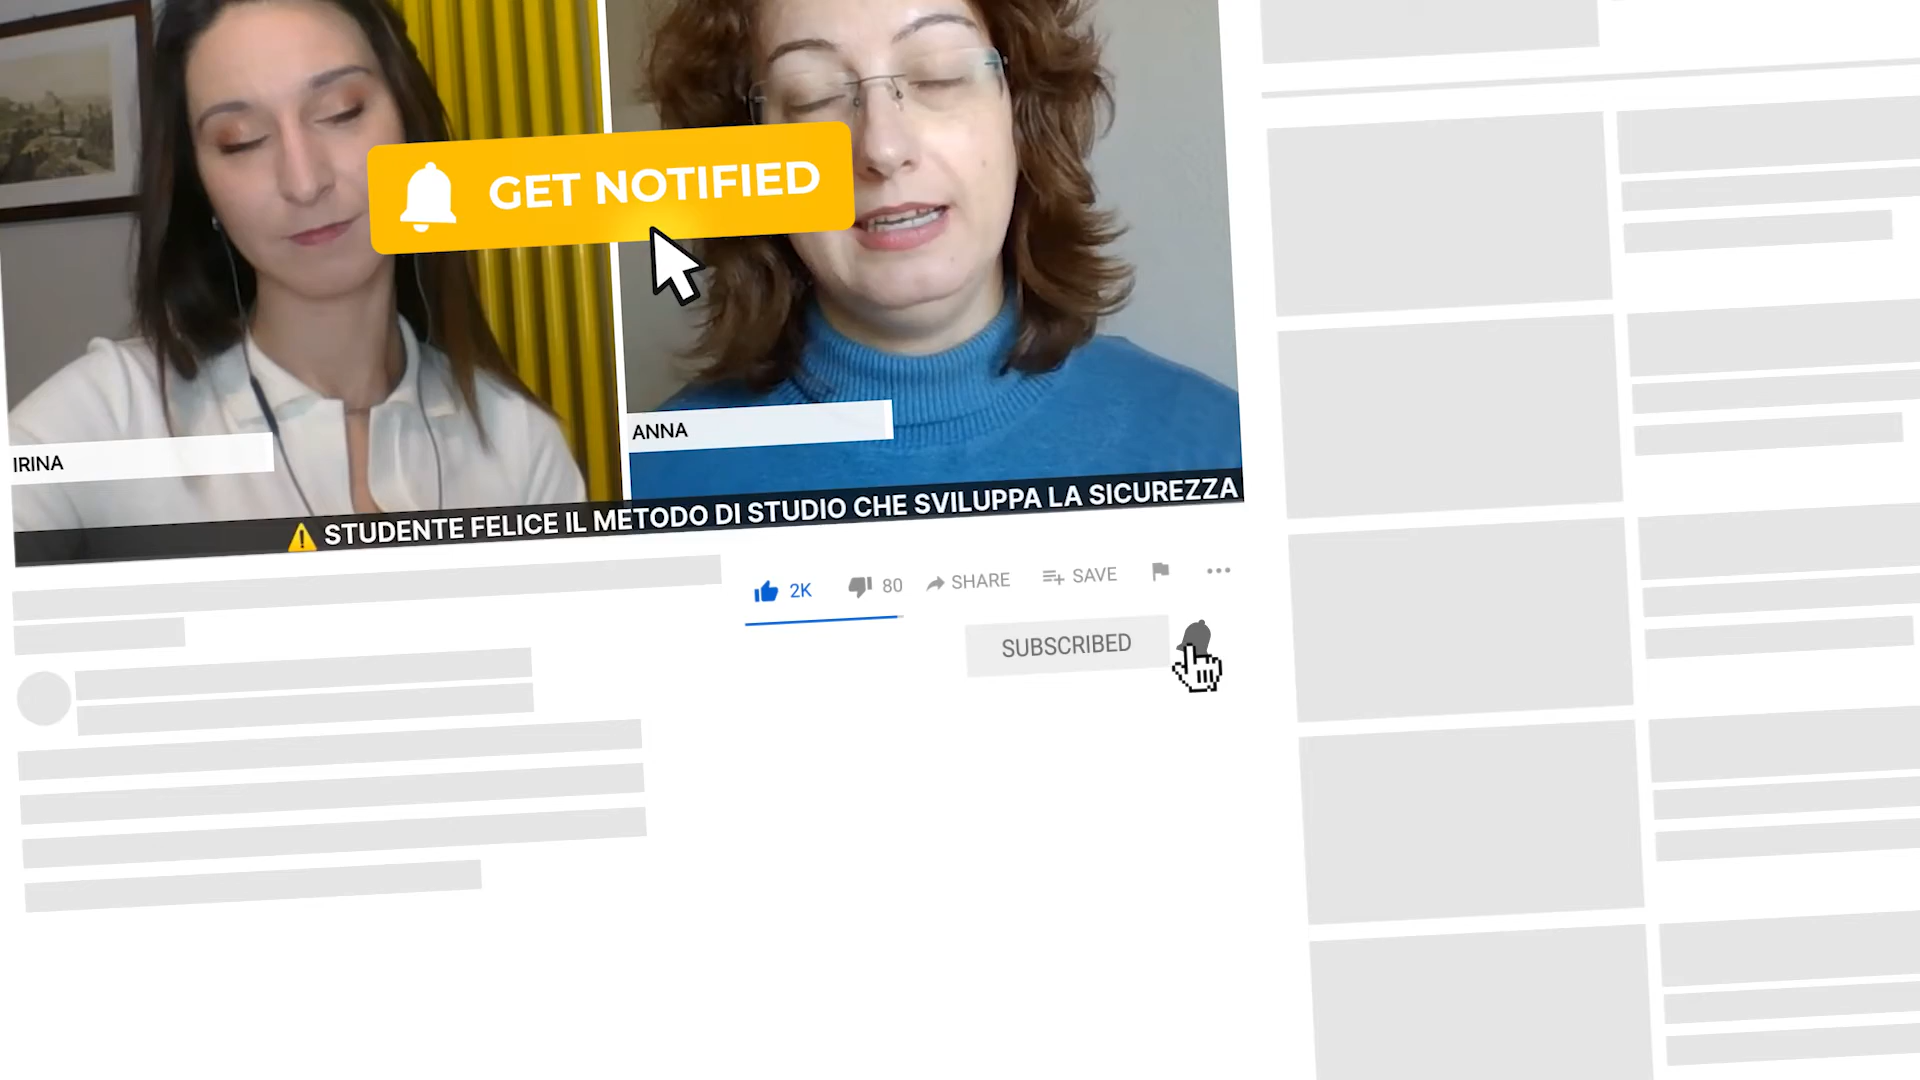 GET NOTIFIED
IRINA
ANNA
⚠️ STUDENTE FELICE IL METODO DI STUDIO CHE SVILUPPA LA SICUREZZA
2K
80
SHARE
SAVE
SUBSCRIBED